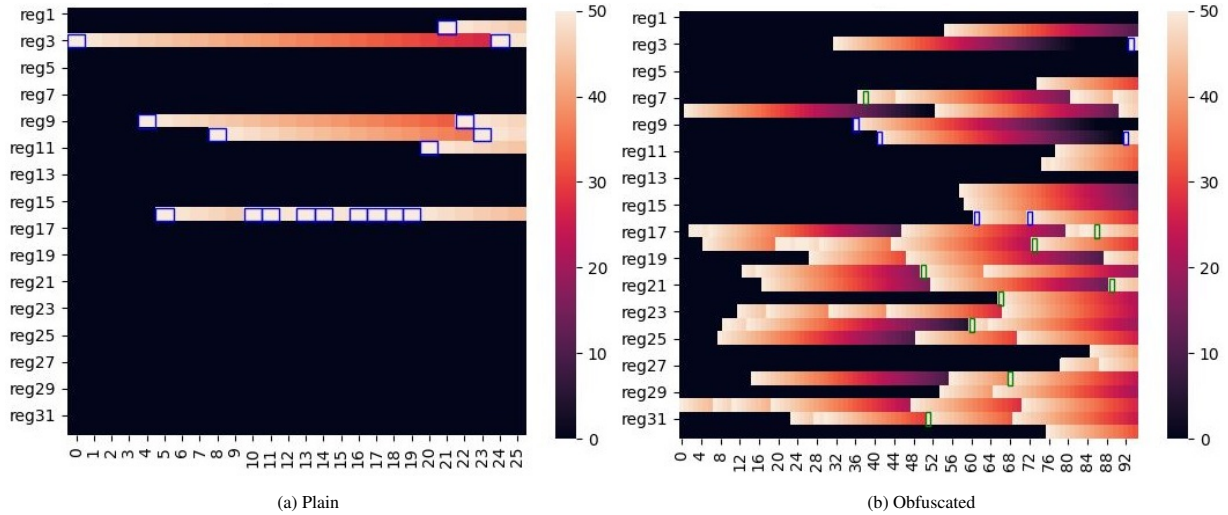 reg1
reg3
reg5
reg7
reg9
reg11
reg13
reg15
reg17
reg19
reg21
reg23
reg25
reg27
reg29
reg31
0 1 2 3 4 5 6 7 8 9 10 11 12 13 14 15 16 17 18 19 20 21 22 23 24 25
50
40
30
20
10
0
(a) Plain
reg1
reg3
reg5
reg7
reg9
reg11
reg13
reg15
reg17
reg19
reg21
reg23
reg25
reg27
reg29
reg31
0 4 8 12 16 20 24 28 32 36 40 44 48 52 56 60 64 68 72 76 80 84 88 92
50
40
30
20
10
0
(b) Obfuscated